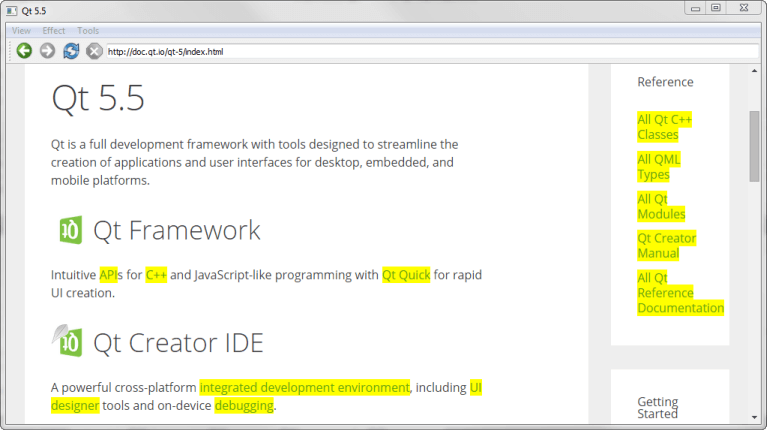 Qt 5.5
View Effect Tools
http://doc.qt.io/qt-5/index.html
Qt 5.5
Qt is a full development framework with tools designed to streamline the
creation of applications and user interfaces for desktop, embedded, and
mobile platforms.
Qt Framework
Intuitive APIs for C++ and JavaScript-like programming with Qt Quick for rapid
UI creation.
Qt Creator IDE
A powerful cross-platform integrated development environment, including UI
designer tools and on-device debugging.
Reference
All Qt C++
Classes
All QML
Types
All Qt
Modules
Qt Creator
Manual
All Qt
Reference
Documentation
Getting
Started